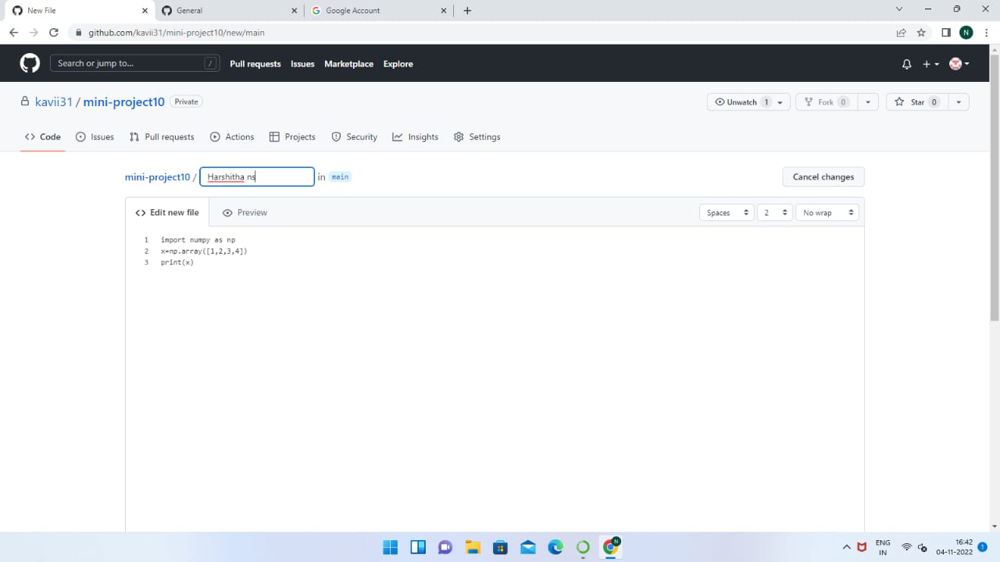 New File
General
Google Account
github.com/kavii31/mini-project10/new/main
N
Search or jump to...
/
Pull requests
Issues
Marketplace
Explore
kavii31 / mini-project10
Private
Unwatch 1
Fork 0
Star 0
Code
Issues
Pull requests
Actions
Projects
Security
Insights
Settings
mini-project10 / Harshitha ns in main
Cancel changes
Edit new file
Preview
Spaces
2
No wrap
1 import numpy as np
2 x=np.array([1,2,3,4])
3 print(x)
N
ENG
IN
16:42
04-11-2022
1